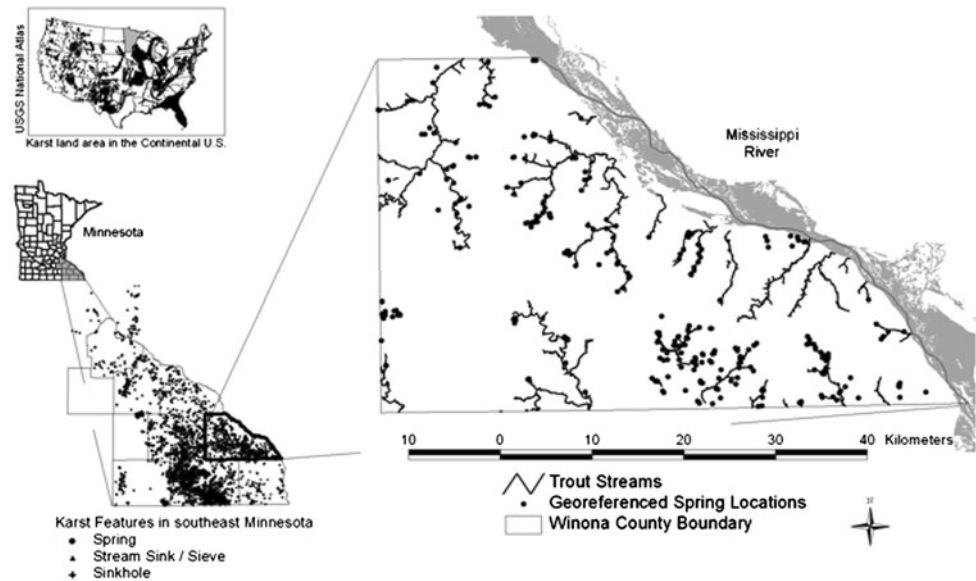 USGS National Atlas
Karst land area in the Continental U.S.
Minnesota
Mississippi
River
10 0 10 20 30 40 Kilometers
Trout Streams
Georeferenced Spring Locations
Winona County Boundary
N
Karst Features in southeast Minnesota
Spring
Stream Sink / Sieve
Sinkhole